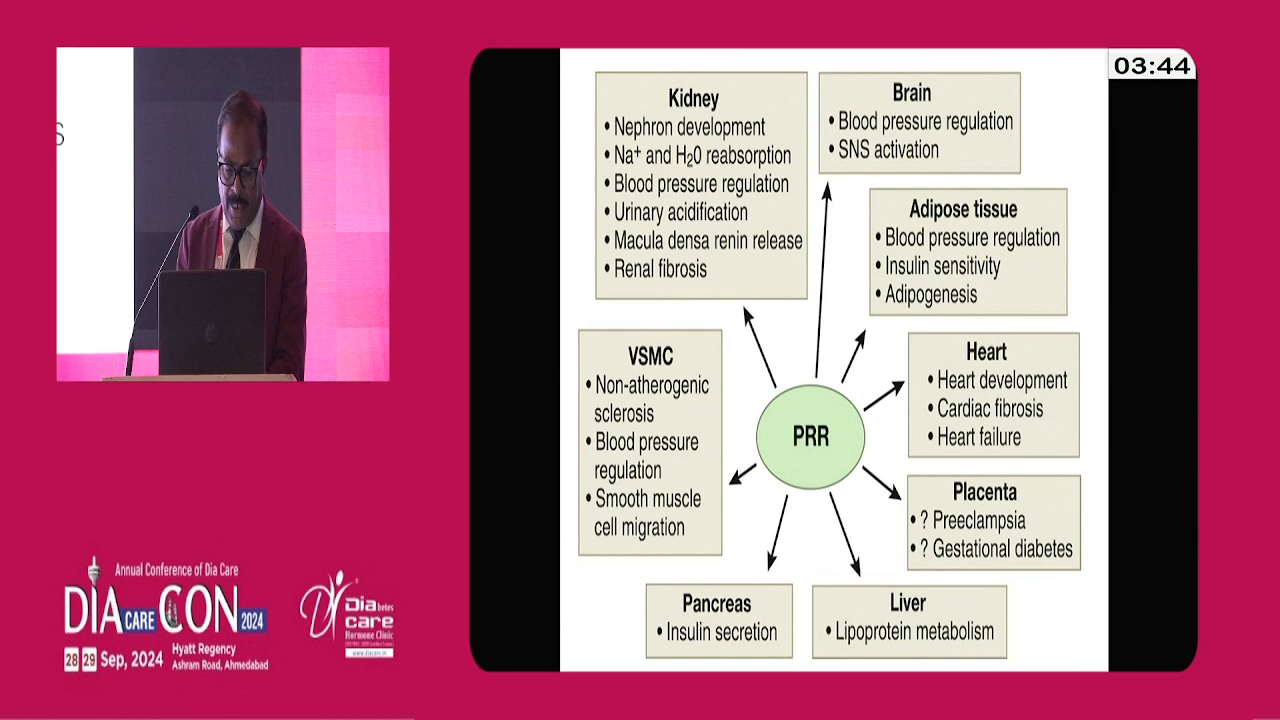 S
03:44
Kidney
• Nephron development
• Na⁺ and H₂0 reabsorption
• Blood pressure regulation
• Urinary acidification
• Macula densa renin release
• Renal fibrosis
Brain
• Blood pressure regulation
• SNS activation
Adipose tissue
• Blood pressure regulation
• Insulin sensitivity
• Adipogenesis
VSMC
• Non-atherogenic
sclerosis
• Blood pressure
regulation
• Smooth muscle
cell migration
PRR
Heart
• Heart development
• Cardiac fibrosis
• Heart failure
Placenta
• ? Preeclampsia
• ? Gestational diabetes
Pancreas
• Insulin secretion
Liver
• Lipoprotein metabolism
Annual Conference of Dia Care
DIA CARE CON 2024
28 29 Sep, 2024
Hyatt Regency
Ashram Road, Ahmedabad
Diabetes
care
Hormone Clinic